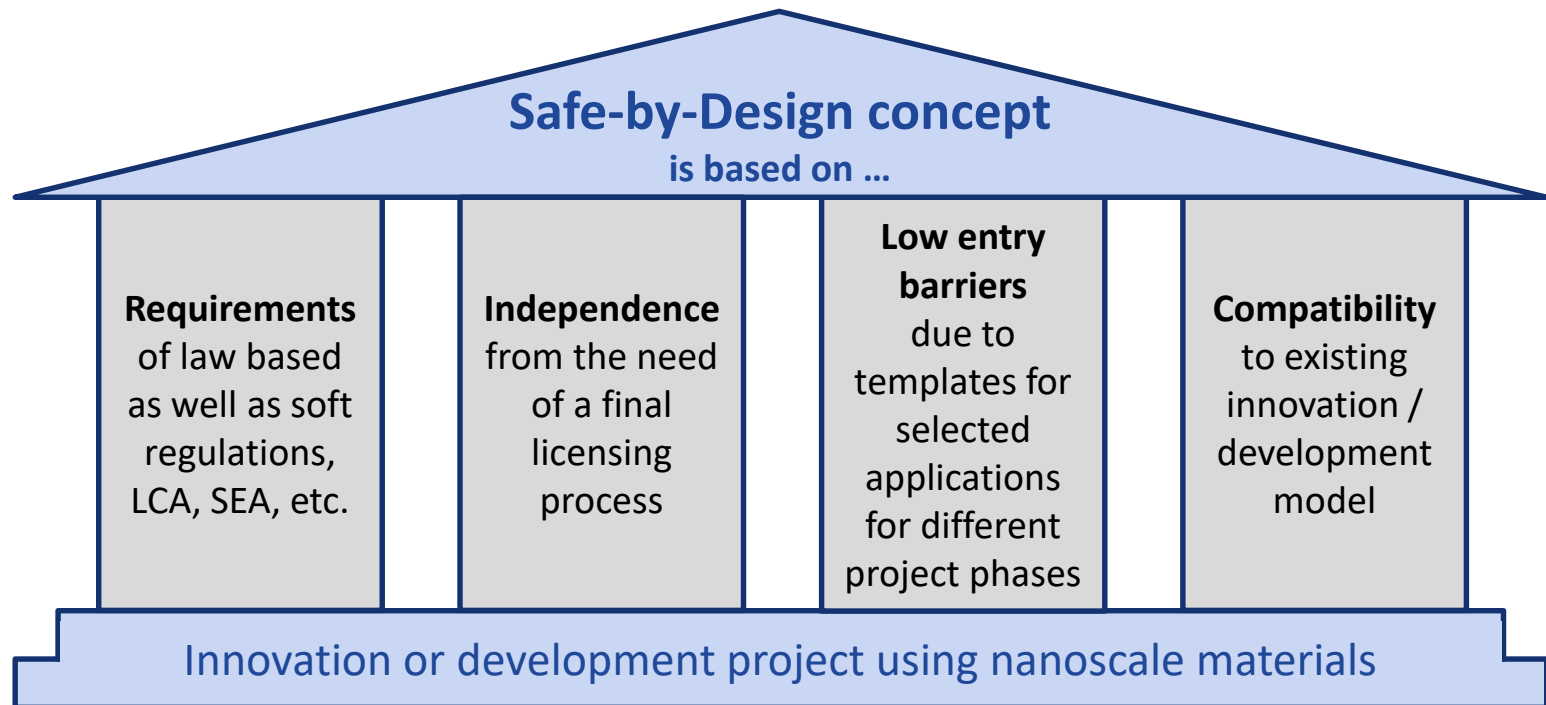 Safe-by-Design concept
is based on …
Requirements
of law based
as well as soft
regulations,
LCA, SEA, etc.
Independence
from the need
of a final
licensing
process
Low entry
barriers
due to
templates for
selected
applications
for different
project phases
Compatibility
to existing
innovation /
development
model
Innovation or development project using nanoscale materials